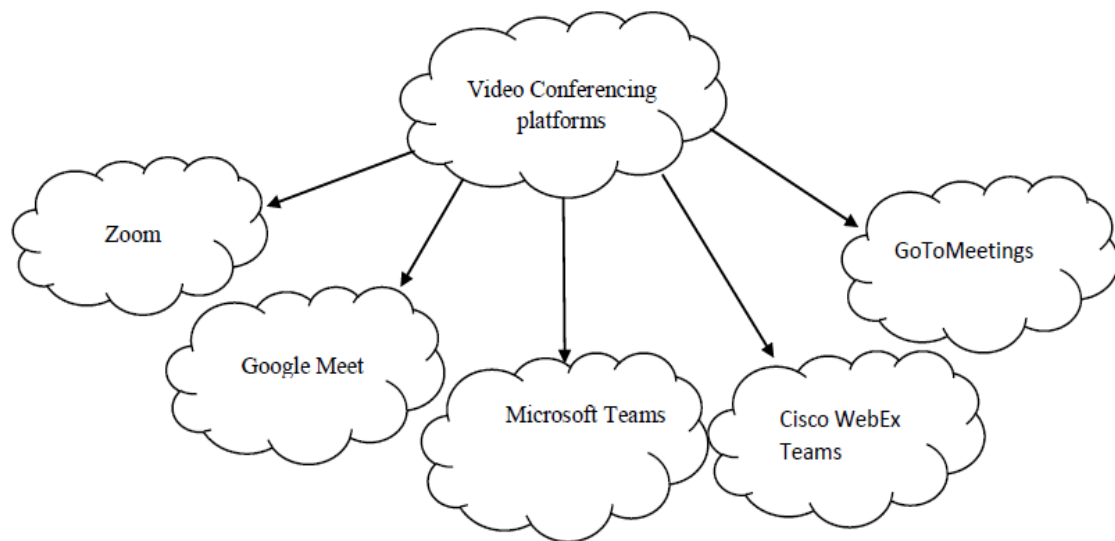 Video Conferencing
platforms
Zoom
GoToMeetings
Google Meet
Microsoft Teams
Cisco WebEx
Teams